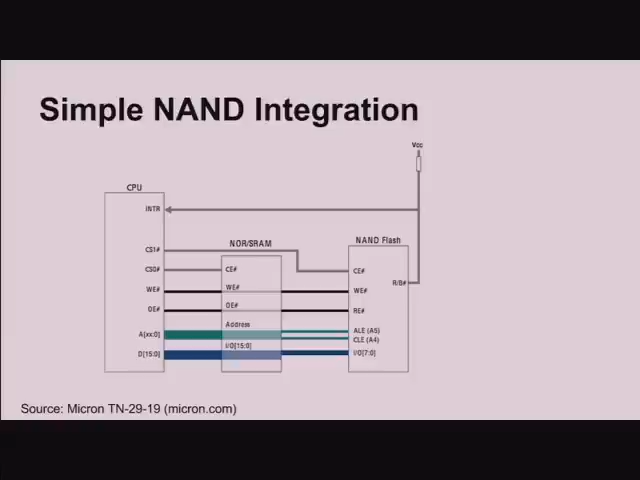 Simple NAND Integration
Vcc
CPU
INTR
NOR/SRAM
NAND Flash
CS1#
CS0#
CE#
CE#
R/B#
WE#
WE#
WE#
OE#
OE#
RE#
A[xx:0]
Address
ALE (A5)
CLE (A4)
D[15:0]
I/O[15:0]
I/O[7:0]
Source: Micron TN-29-19 (micron.com)